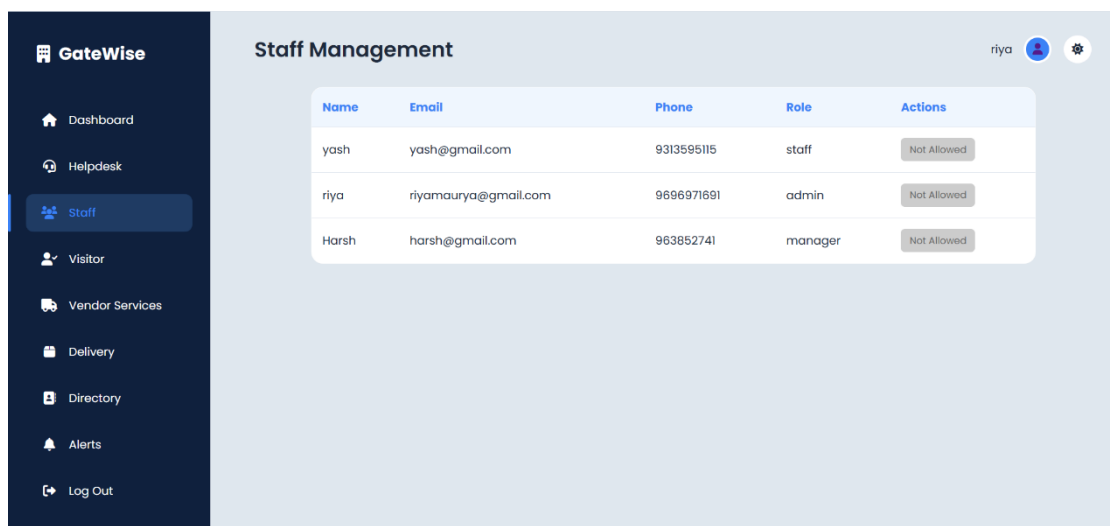 GateWise
Dashboard
Helpdesk
Staff
Visitor
Vendor Services
Delivery
Directory
Alerts
Log Out
Staff Management
riya
Name Email Phone Role Actions
yash yash@gmail.com 9313595115 staff Not Allowed
riya riyamaurya@gmail.com 9696971691 admin Not Allowed
Harsh harsh@gmail.com 963852741 manager Not Allowed